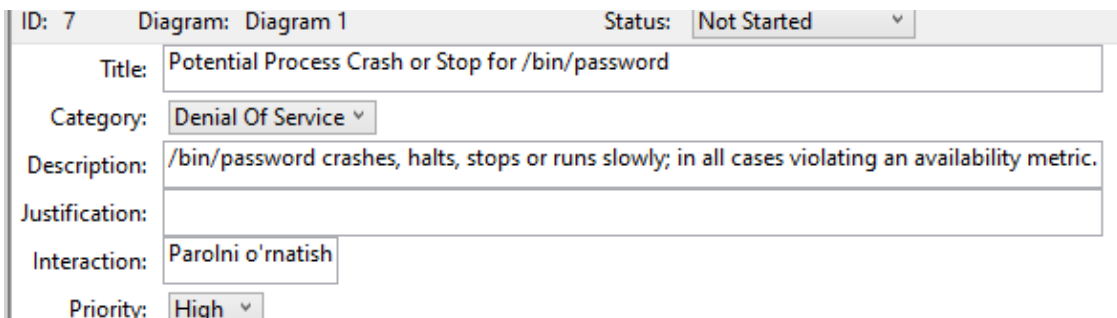 ID: 7 Diagram: Diagram 1 Status: Not Started
Title: Potential Process Crash or Stop for /bin/password
Category: Denial Of Service
Description: /bin/password crashes, halts, stops or runs slowly; in all cases violating an availability metric.
Justification:
Interaction: Parolni o'rnatish
Priority: High